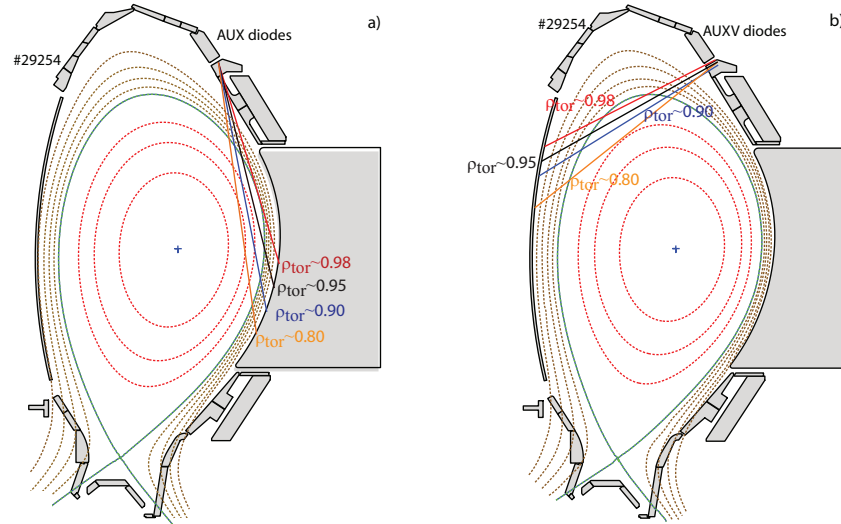 a)
AUX diodes
#29254
ρtor~0.98
ρtor~0.95
ρtor~0.90
ρtor~0.80
b)
AUXV diodes
#29254
ρtor~0.98
ρtor~0.90
ρtor~0.95
ρtor~0.80